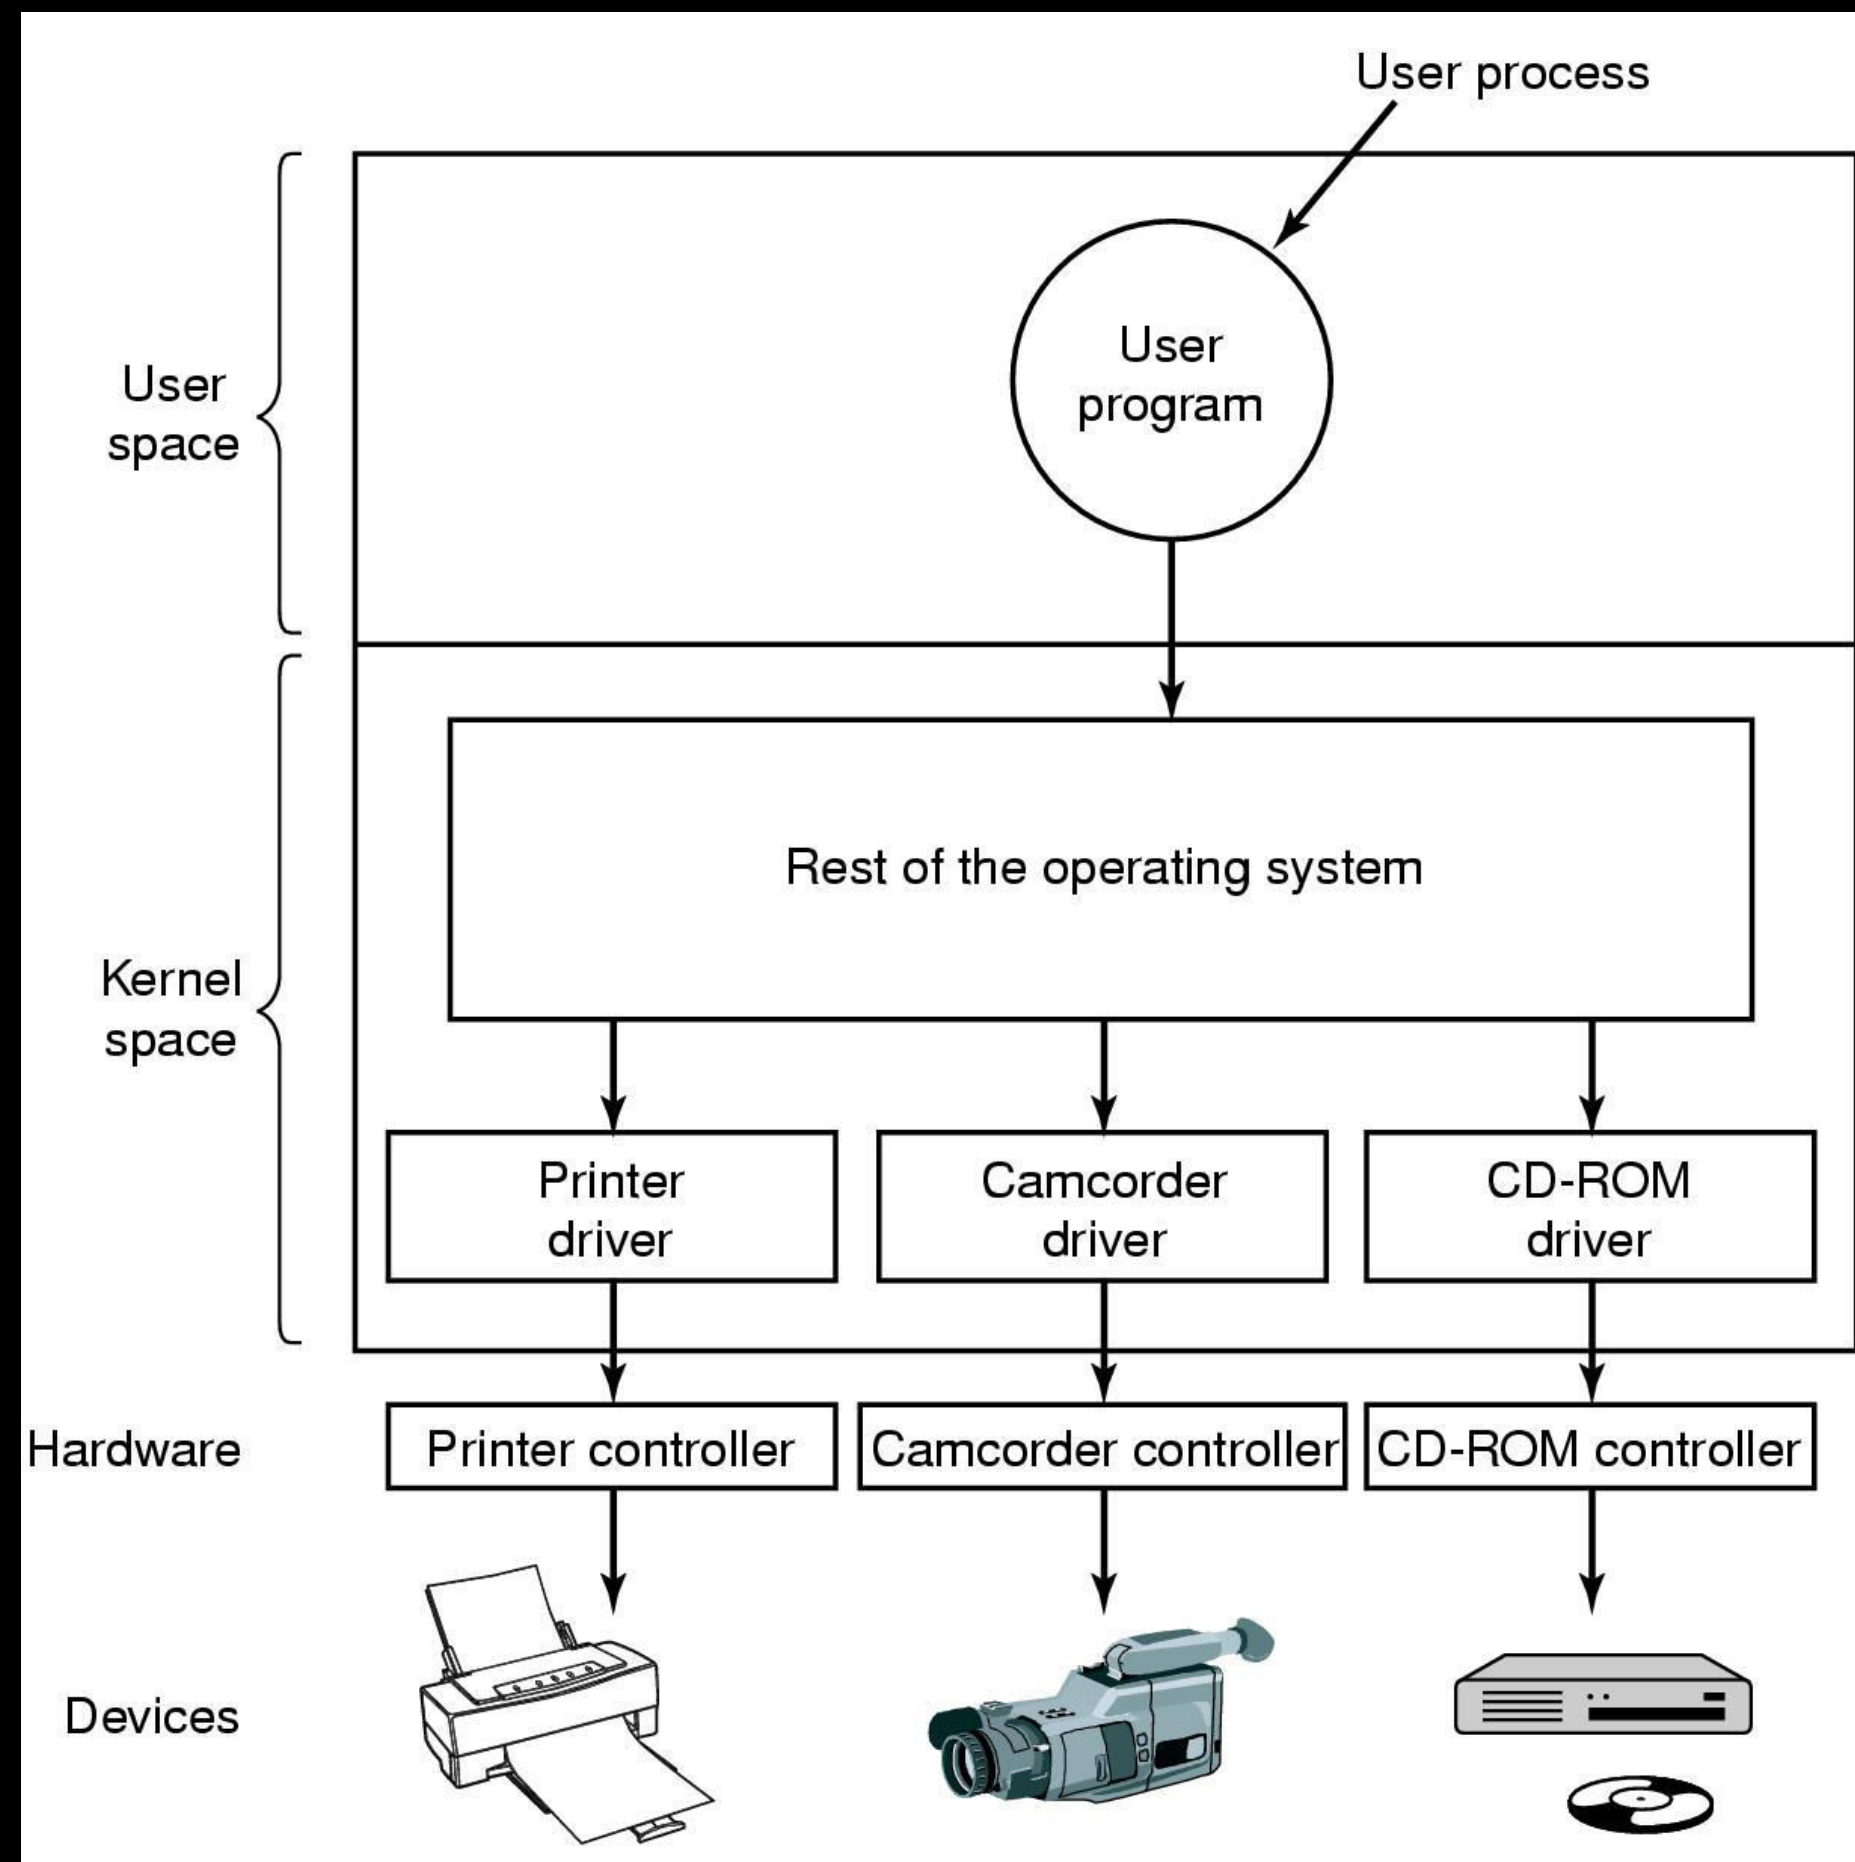 User process
User
program
User
space
Rest of the operating system
Kernel
space
Printer
driver
Camcorder
driver
CD-ROM
driver
Hardware
Printer controller
Camcorder controller
CD-ROM controller
Devices